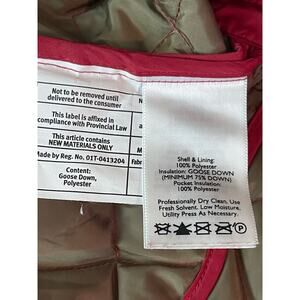 Not to be removed until
delivered to the consumer
This label is affixed in
compliance with Provincial Law
This article contains
NEW MATERIALS ONLY
Made by Reg. No. 01T-0413204
Content:
Goose Down,
Polyester
N
a
Fabr
Shell & Lining:
100% Polyester
Insulation: GOOSE DOWN
(MINIMUM 75% DOWN)
Pocket Insulation:
100% Polyester
Professionally Dry Clean, Use
Fresh Solvent, Low Moisture,
Utility Press As Necessary.
P